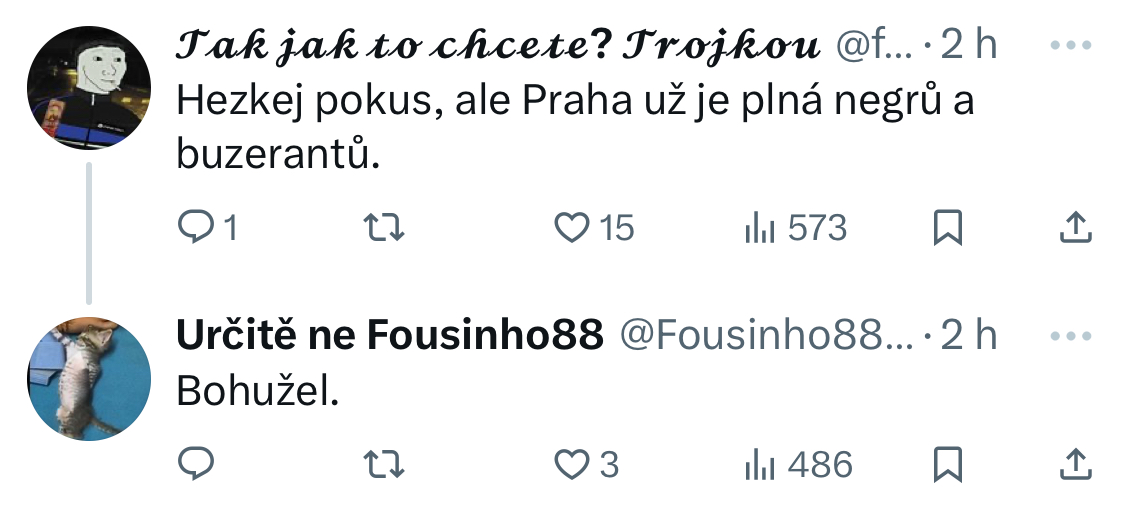 Tak jak to chcete? Trojkou @f... · 2 h
Hezkej pokus, ale Praha už je plná negrů a
buzerantů.
1 15 573
Určitě ne Fousinho88 @Fousinho88... · 2 h
Bohužel.
3 486